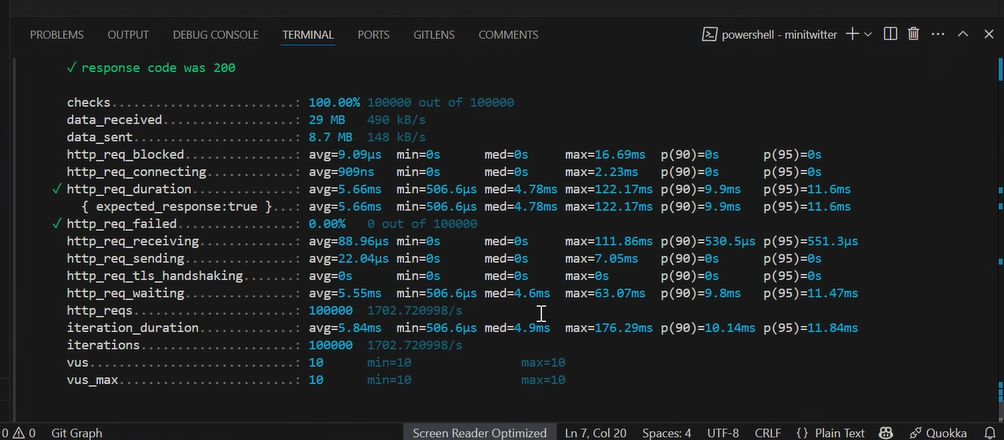 PROBLEMS OUTPUT DEBUG CONSOLE TERMINAL PORTS GITLENS COMMENTS powershell - minitwitter
✓ response code was 200
checks.........................: 100.00% 100000 out of 100000
data_received..................: 29 MB 490 kB/s
data_sent......................: 8.7 MB 148 kB/s
http_req_blocked...............: avg=9.09µs min=0s med=0s max=16.69ms p(90)=0s p(95)=0s
http_req_connecting............: avg=909ns min=0s med=0s max=2.23ms p(90)=0s p(95)=0s
✓ http_req_duration..............: avg=5.66ms min=506.6µs med=4.78ms max=122.17ms p(90)=9.9ms p(95)=11.6ms
{ expected_response:true }...: avg=5.66ms min=506.6µs med=4.78ms max=122.17ms p(90)=9.9ms p(95)=11.6ms
✓ http_req_failed................: 0.00% 0 out of 100000
http_req_receiving.............: avg=88.96µs min=0s med=0s max=111.86ms p(90)=530.5µs p(95)=551.3µs
http_req_sending...............: avg=22.04µs min=0s med=0s max=7.05ms p(90)=0s p(95)=0s
http_req_tls_handshaking.......: avg=0s min=0s med=0s max=0s p(90)=0s p(95)=0s
http_req_waiting...............: avg=5.55ms min=506.6µs med=4.6ms max=63.07ms p(90)=9.8ms p(95)=11.47ms
http_reqs......................: 100000 1702.720998/s
iteration_duration.............: avg=5.84ms min=506.6µs med=4.9ms max=176.29ms p(90)=10.14ms p(95)=11.84ms
iterations.....................: 100000 1702.720998/s
vus............................: 10 min=10 max=10
vus_max........................: 10 min=10 max=10
0 0 Git Graph Screen Reader Optimized Ln 7, Col 20 Spaces: 4 UTF-8 CRLF {} Plain Text Quokka